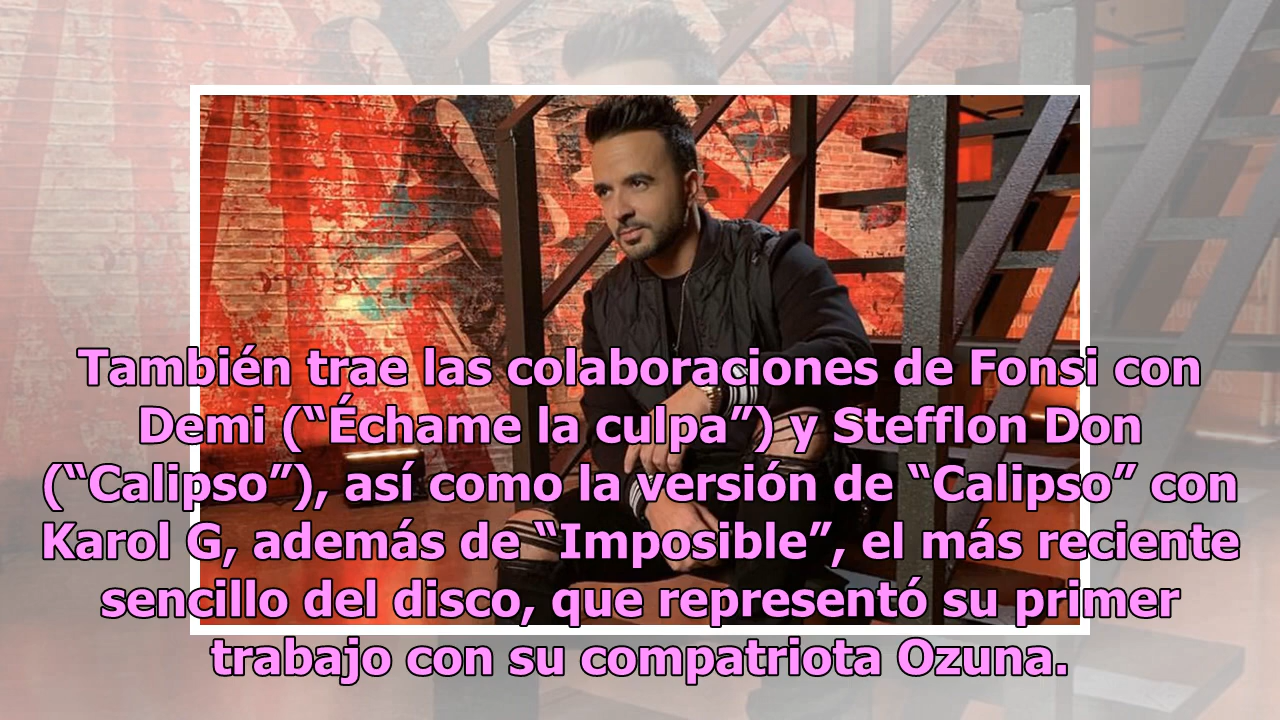 También trae las colaboraciones de Fonsi con
Demi (“Échame la culpa”) y Stefflon Don
(“Calipso”), así como la versión de “Calipso” con
Karol G, además de “Imposible”, el más reciente
sencillo del disco, que representó su primer
trabajo con su compatriota Ozuna.